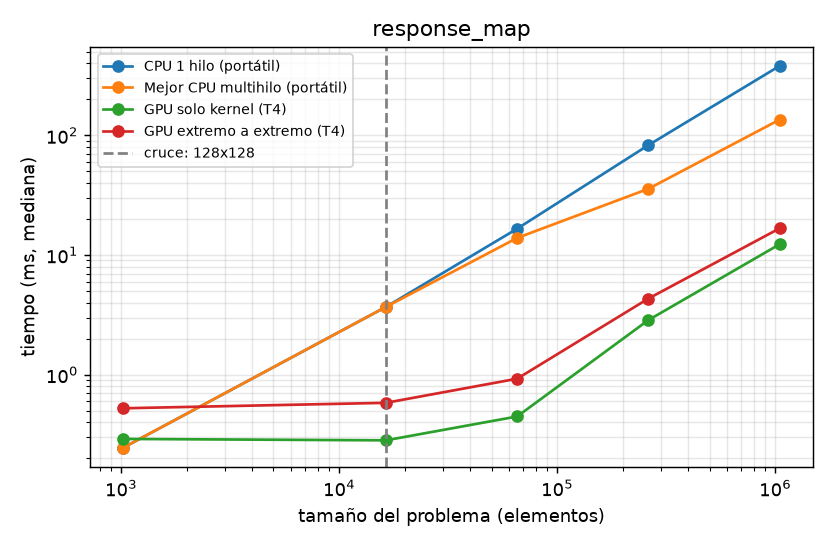 response_map
CPU 1 hilo (portátil)
Mejor CPU multihilo (portátil)
GPU solo kernel (T4)
GPU extremo a extremo (T4)
cruce: 128x128
tiempo (ms, mediana)
10²
10¹
10⁰
10³
10⁴
10⁵
10⁶
tamaño del problema (elementos)